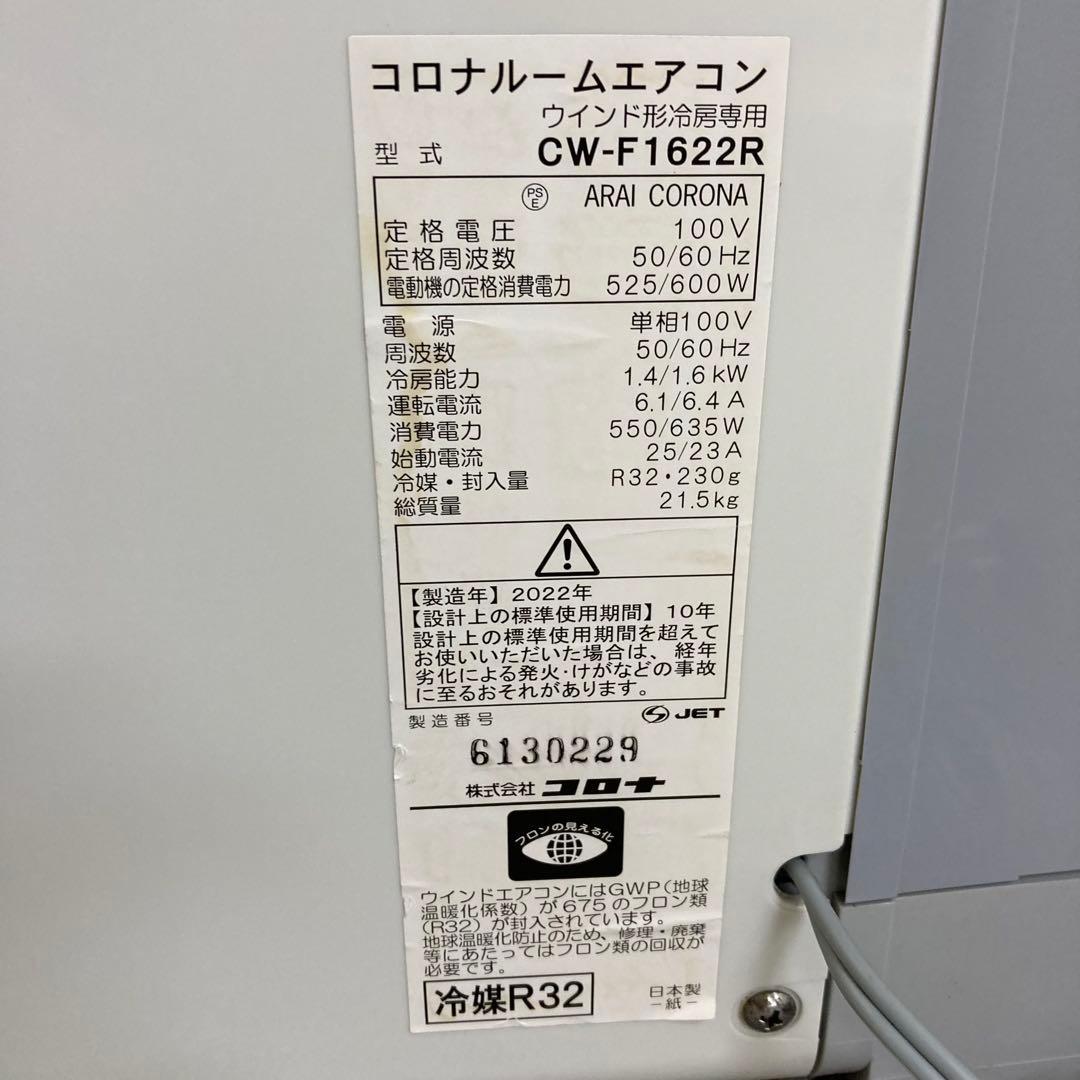 コロナルームエアコン
ウインド形冷房専用
型式 CW-F1622R
PS E ARAI CORONA
定格電圧 100V
定格周波数 50/60Hz
電動機の定格消費電力 525/600W
電源 単相100V
周波数 50/60Hz
冷房能力 1.4/1.6kW
運転電流 6.1/6.4A
消費電力 550/635W
始動電流 25/23A
冷媒・封入量 R32・230g
総質量 21.5kg
【製造年】2022年
【設計上の標準使用期間】10年
設計上の標準使用期間を超えて
お使いいただいた場合は、経年
劣化による発火・けがなどの事故
に至るおそれがあります。
製造番号 S JET
6130229
株式会社 コロナ
フロンの見える化
ウインドエアコンにはGWP(地球
温暖化係数)が675のフロン類
(R32)が封入されています。
地球温暖化防止のため、修理・廃棄
等にあたってはフロン類の回収が
必要です。
冷媒R32 日本製
-紙-